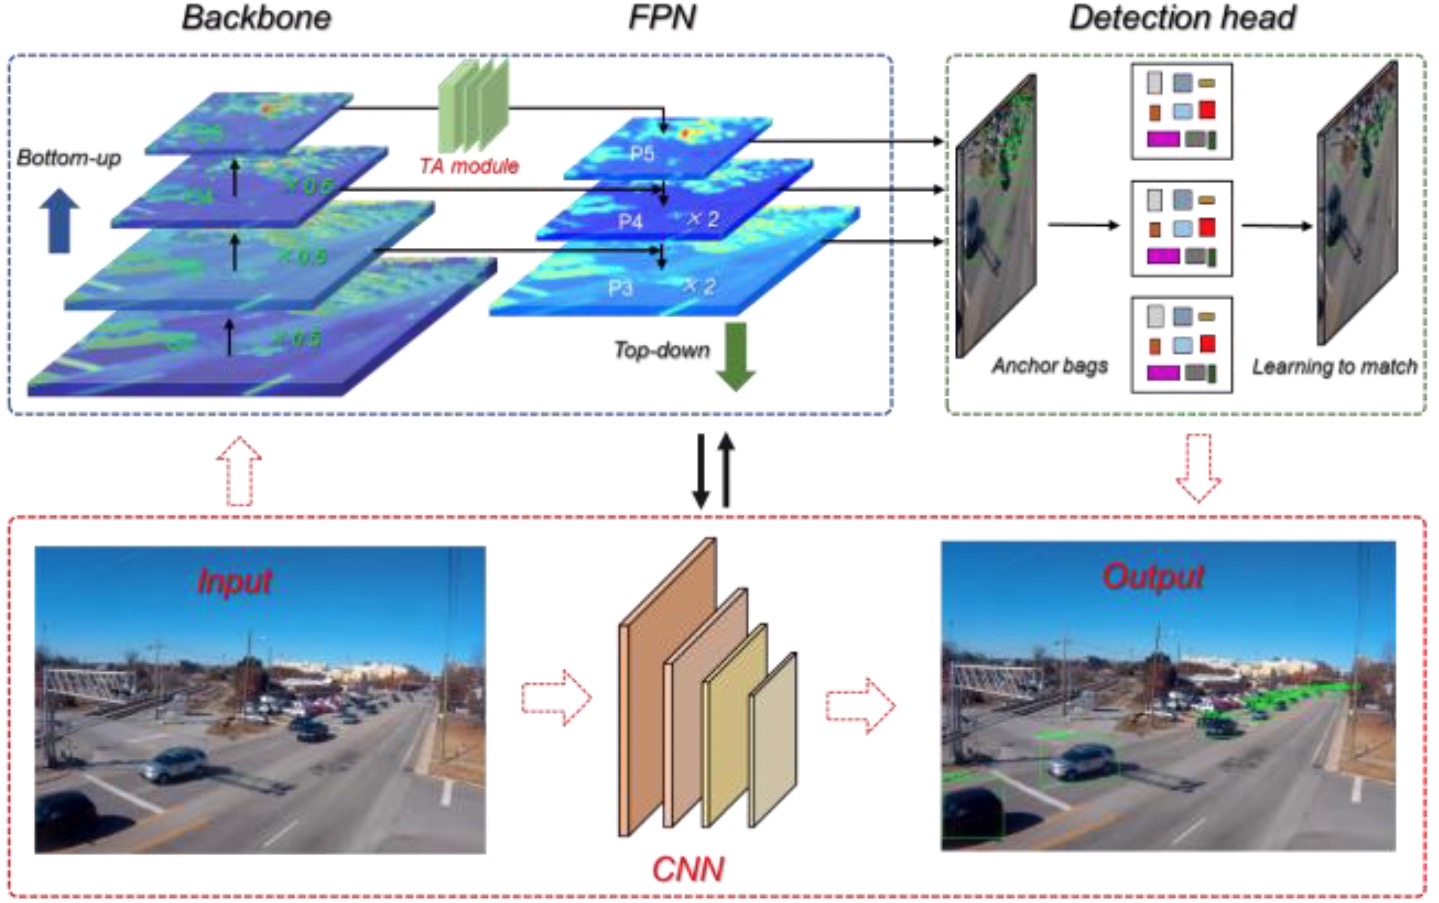 Backbone
FPN
Detection head
Bottom-up
TA module
× 0.5
× 0.5
× 0.5
P5
P4
× 2
P3
× 2
Top-down
Anchor bags
Learning to match
Input
CNN
Output